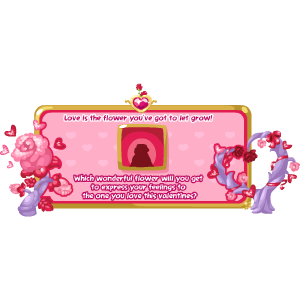 Love is the flower you've got to let grow!
Which wonderful flower will you get
to express your feelings to
the one you love this valentines?